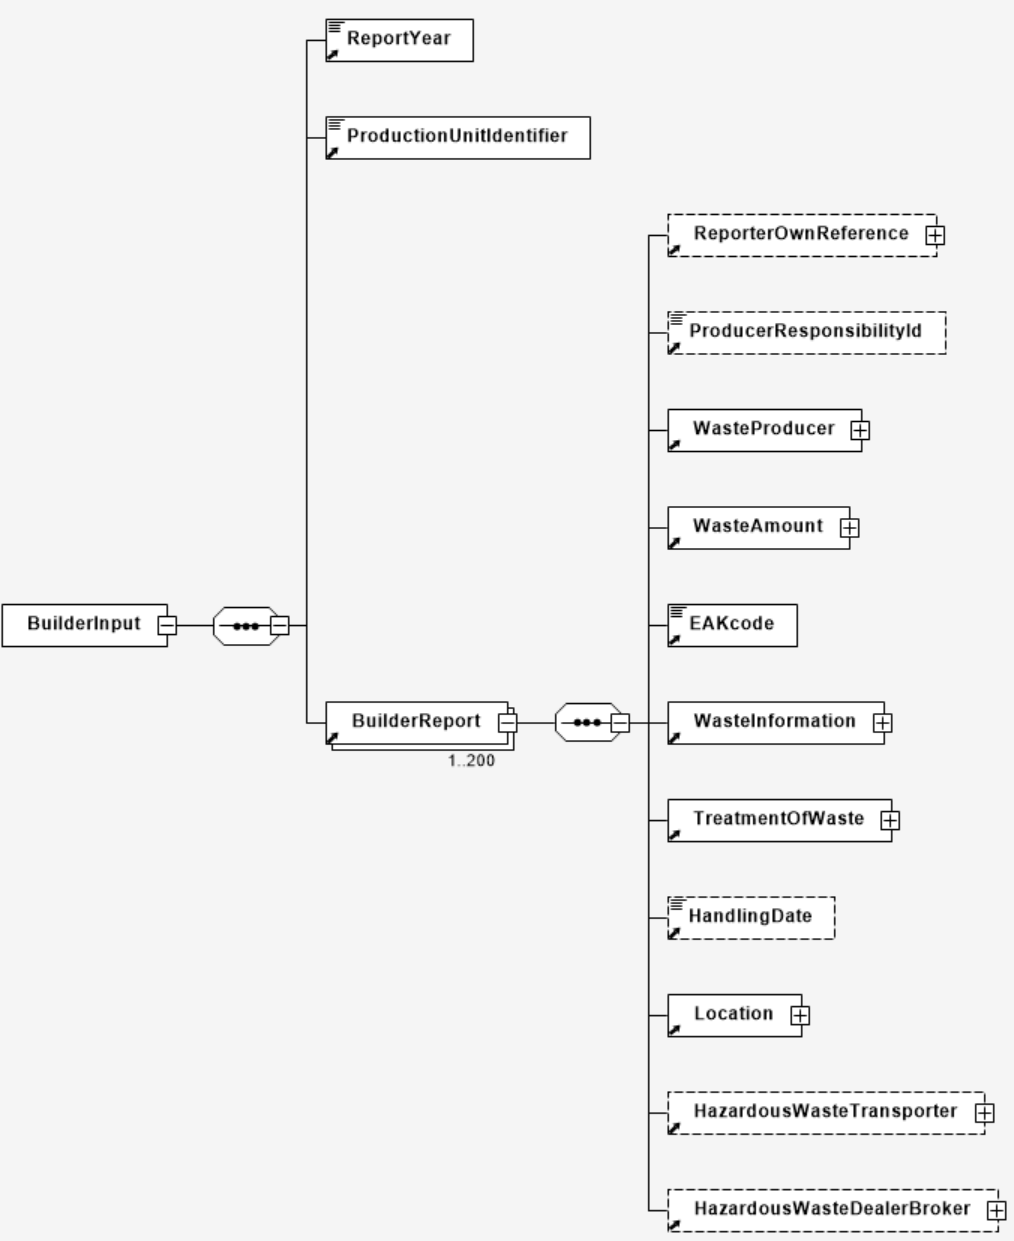 ReportYear
ProductionUnitIdentifier
ReporterOwnReference
ProducerResponsibilityId
WasteProducer
WasteAmount
BuilderInput
EAKcode
BuilderReport
1..200
WasteInformation
TreatmentOfWaste
HandlingDate
Location
HazardousWasteTransporter
HazardousWasteDealerBroker